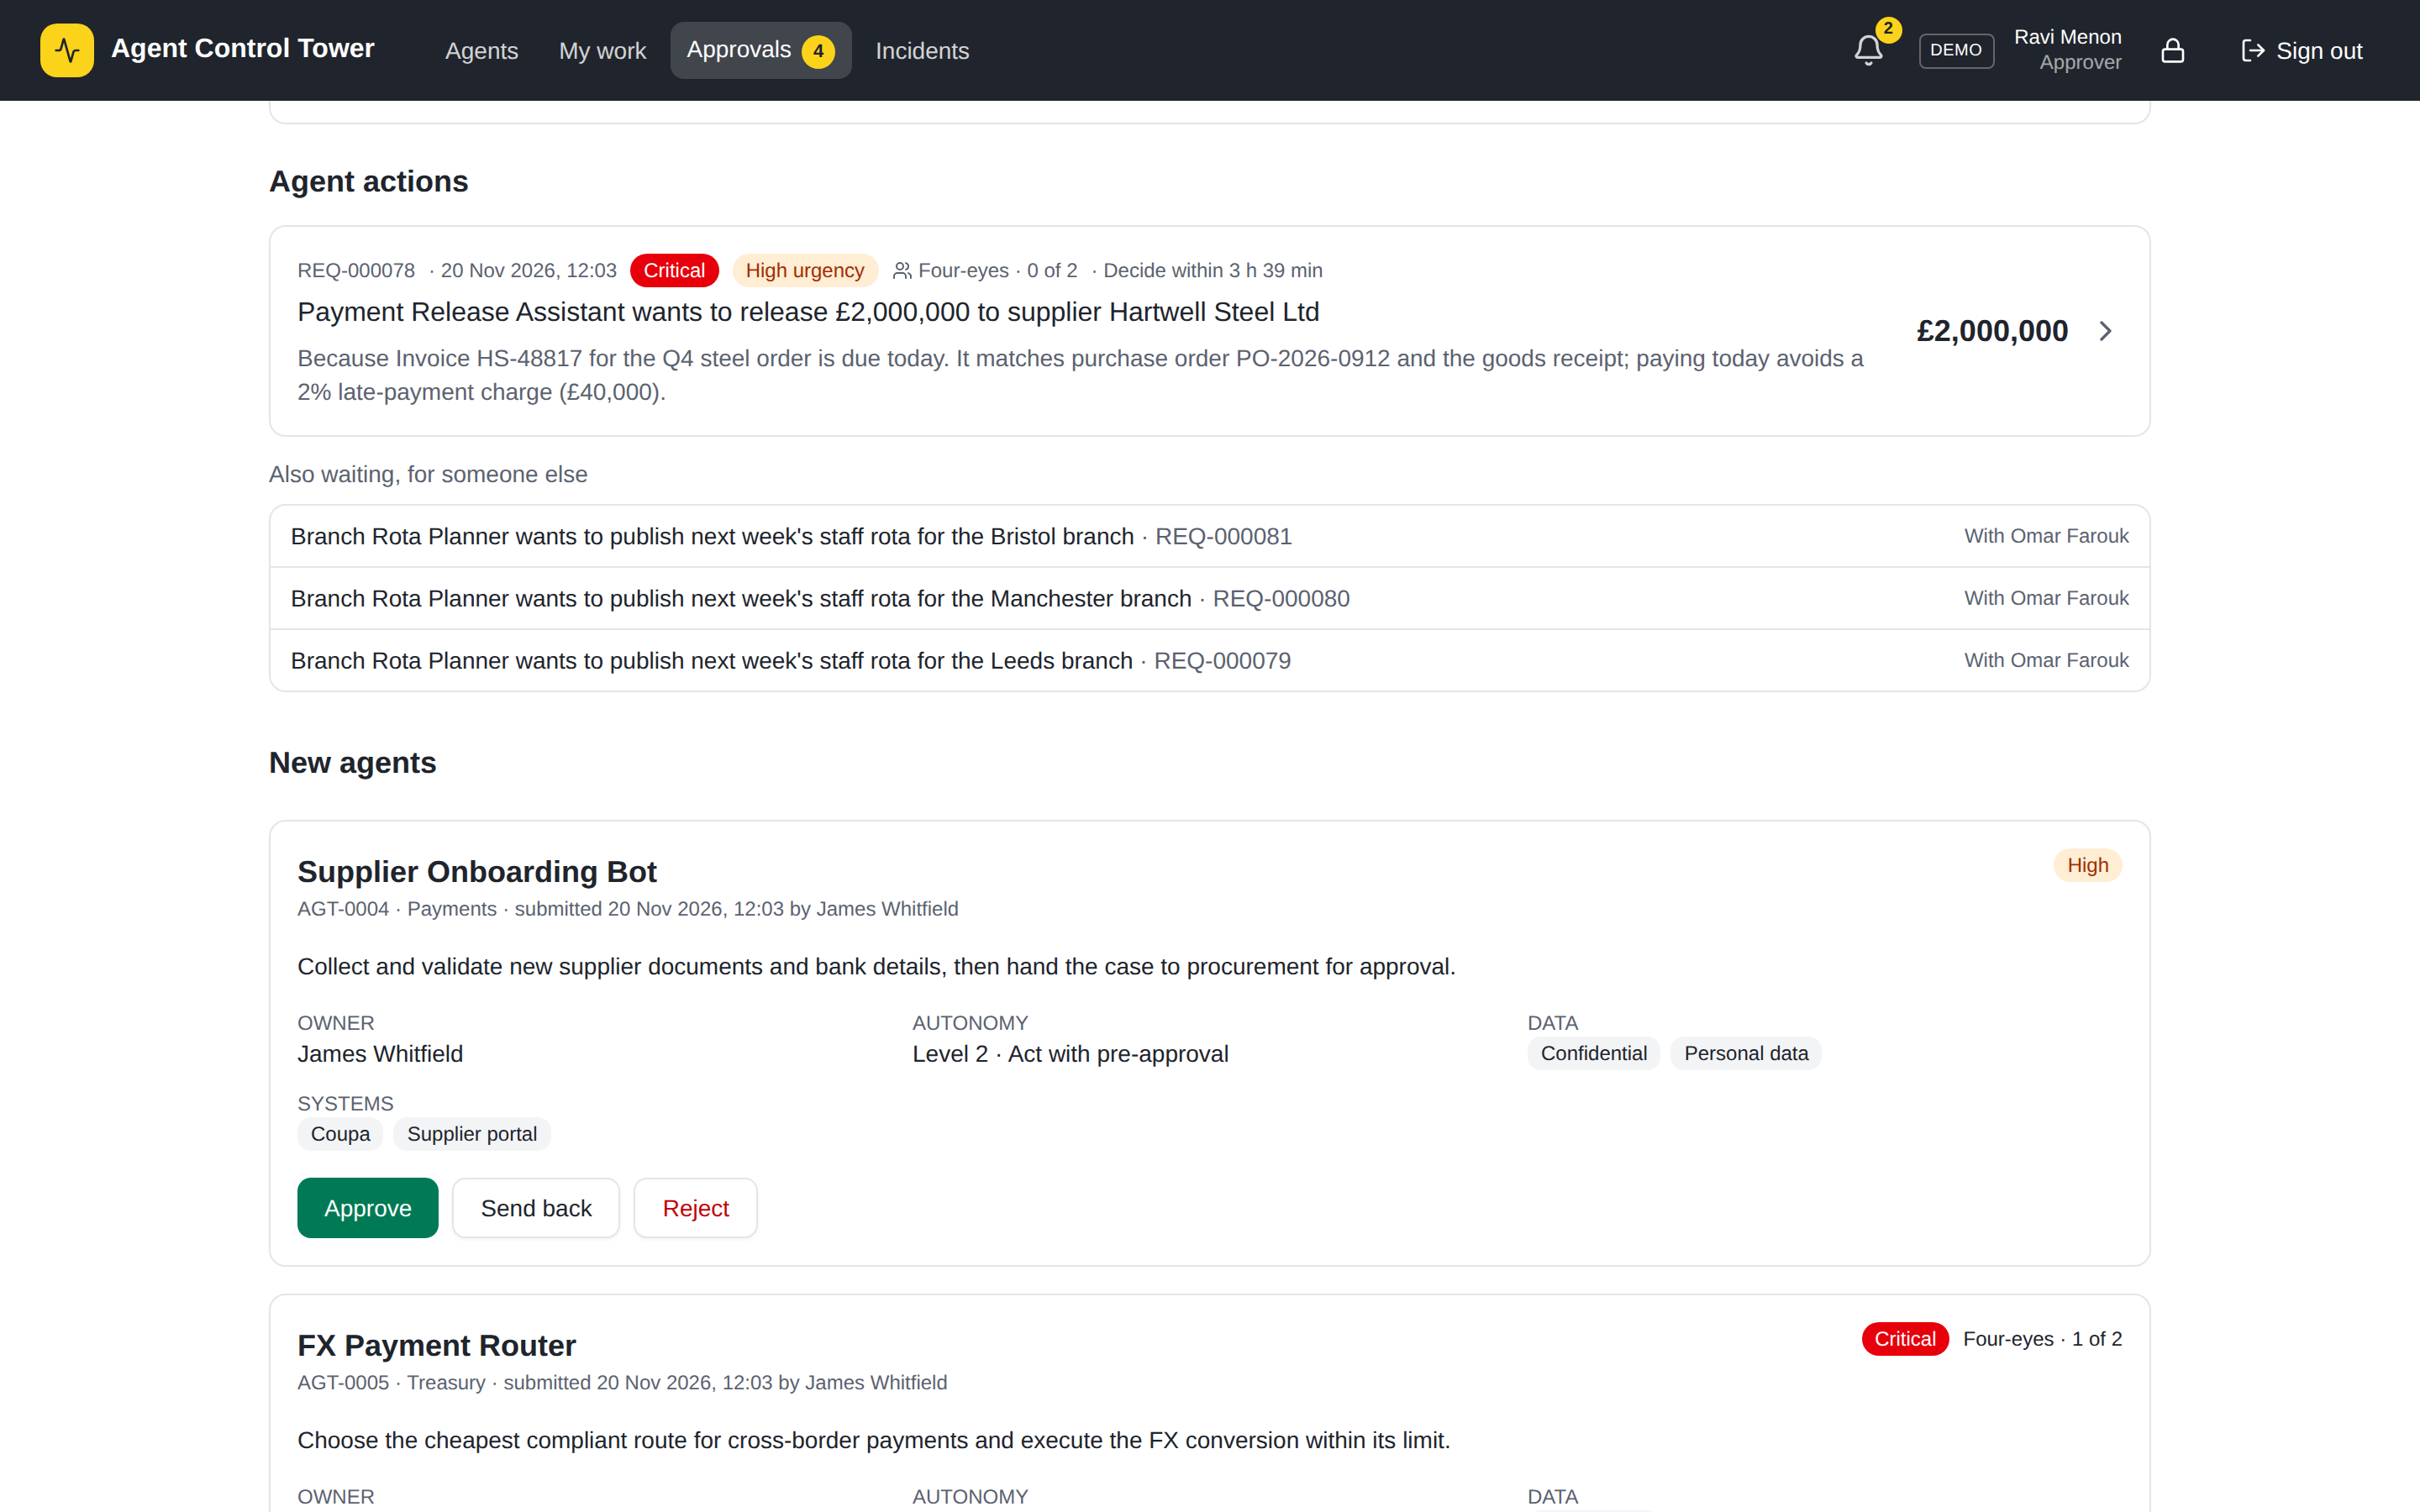 Agent Control Tower
Agents
My work
Approvals 4
Incidents
2
DEMO
Ravi Menon
Approver
Sign out
Agent actions
REQ-000078 · 20 Nov 2026, 12:03 Critical High urgency Four-eyes · 0 of 2 · Decide within 3 h 39 min
Payment Release Assistant wants to release £2,000,000 to supplier Hartwell Steel Ltd
Because Invoice HS-48817 for the Q4 steel order is due today. It matches purchase order PO-2026-0912 and the goods receipt; paying today avoids a
2% late-payment charge (£40,000).
£2,000,000
Also waiting, for someone else
Branch Rota Planner wants to publish next week's staff rota for the Bristol branch · REQ-000081
With Omar Farouk
Branch Rota Planner wants to publish next week's staff rota for the Manchester branch · REQ-000080
With Omar Farouk
Branch Rota Planner wants to publish next week's staff rota for the Leeds branch · REQ-000079
With Omar Farouk
New agents
Supplier Onboarding Bot
High
AGT-0004 · Payments · submitted 20 Nov 2026, 12:03 by James Whitfield
Collect and validate new supplier documents and bank details, then hand the case to procurement for approval.
OWNER
James Whitfield
AUTONOMY
Level 2 · Act with pre-approval
DATA
Confidential Personal data
SYSTEMS
Coupa Supplier portal
Approve Send back Reject
FX Payment Router
Critical Four-eyes · 1 of 2
AGT-0005 · Treasury · submitted 20 Nov 2026, 12:03 by James Whitfield
Choose the cheapest compliant route for cross-border payments and execute the FX conversion within its limit.
OWNER
AUTONOMY
DATA